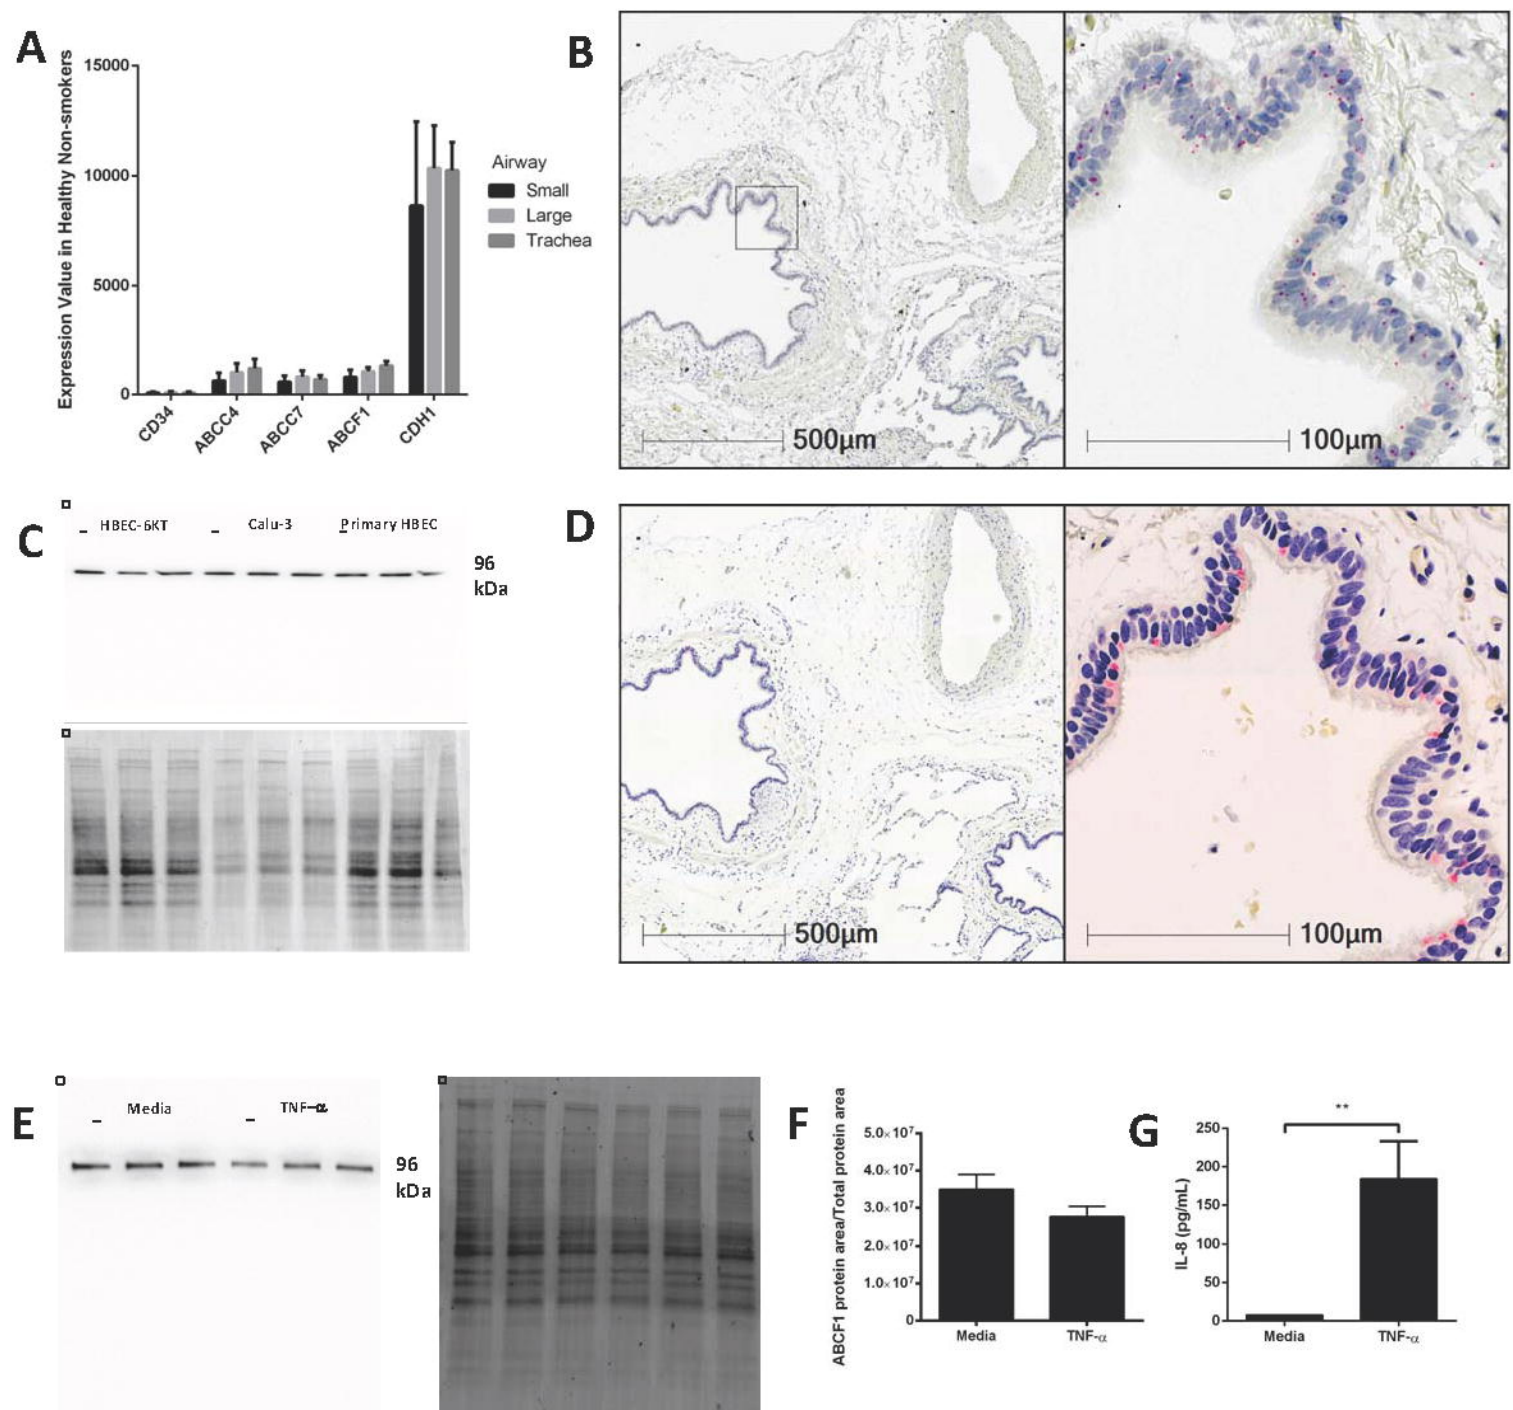 A
Expression Value in Healthy Non-smokers
15000
10000
5000
0
CD34
ABCC4
ABCC7
ABCF1
CDH1
Airway
Small
Large
Trachea
B
500µm
100µm
C
HBEC-6KT
Calu-3
Primary HBEC
96
kDa
D
500µm
100µm
E
Media
TNF-α
96
kDa
F
ABCF1 protein area/Total protein area
5.0×10⁷
4.0×10⁷
3.0×10⁷
2.0×10⁷
1.0×10⁷
0
Media
TNF-α
G
**
IL-8 (pg/mL)
250
200
150
100
50
0
Media
TNF-α